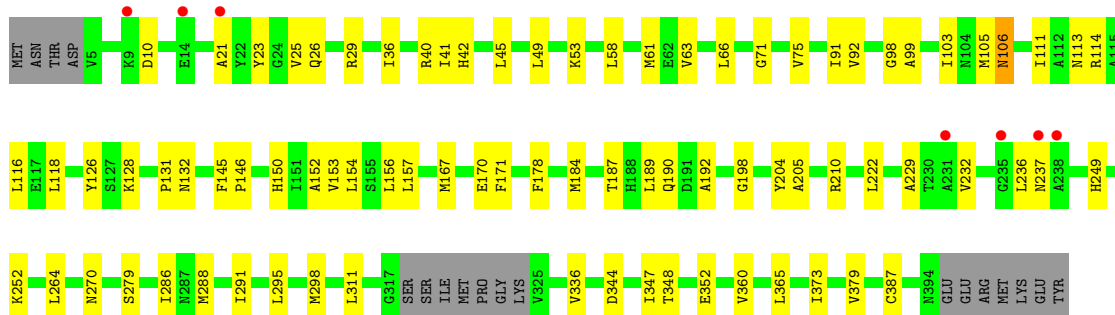 MET ASN THR ASP V5 K9 D10 E14 A21 Y22 Y23 G24 V25 Q26 R29 I36 R40 I41 H42 L45 L49 K53 L58 M61 E62 V63 L66 G71 V75 I91 V92 G98 A99 I103 N104 M105 N106 I111 A112 N113 R114 A115
L116 E117 L118 Y126 S127 K128 P131 N132 F145 P146 H150 I151 A152 V153 L154 S155 L156 L157 M167 E170 F171 F178 M184 T187 H188 L189 Q190 D191 A192 G198 Y204 A205 R210 L222 A229 T230 A231 V232 G235 L236 N237 A238 H249
K252 L264 N270 S279 I286 N287 M288 I291 L295 M298 L311 G317 SER SER ILE MET PRO GLY LYS V325 V336 D344 I347 T348 E352 V360 L365 I373 V379 C387 N394 GLU GLU ARG MET LYS GLU TYR